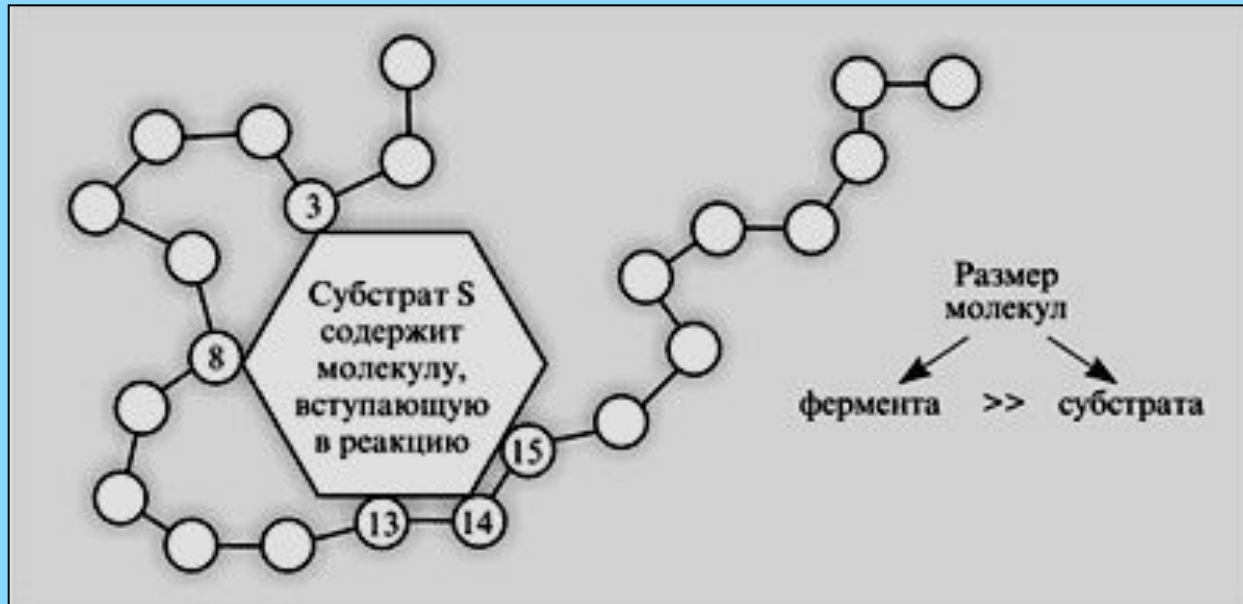 3
Субстрат S
содержит
молекулу,
вступающую
в реакцию
8
15
13
14
Размер
молекул
фермента >> субстрата